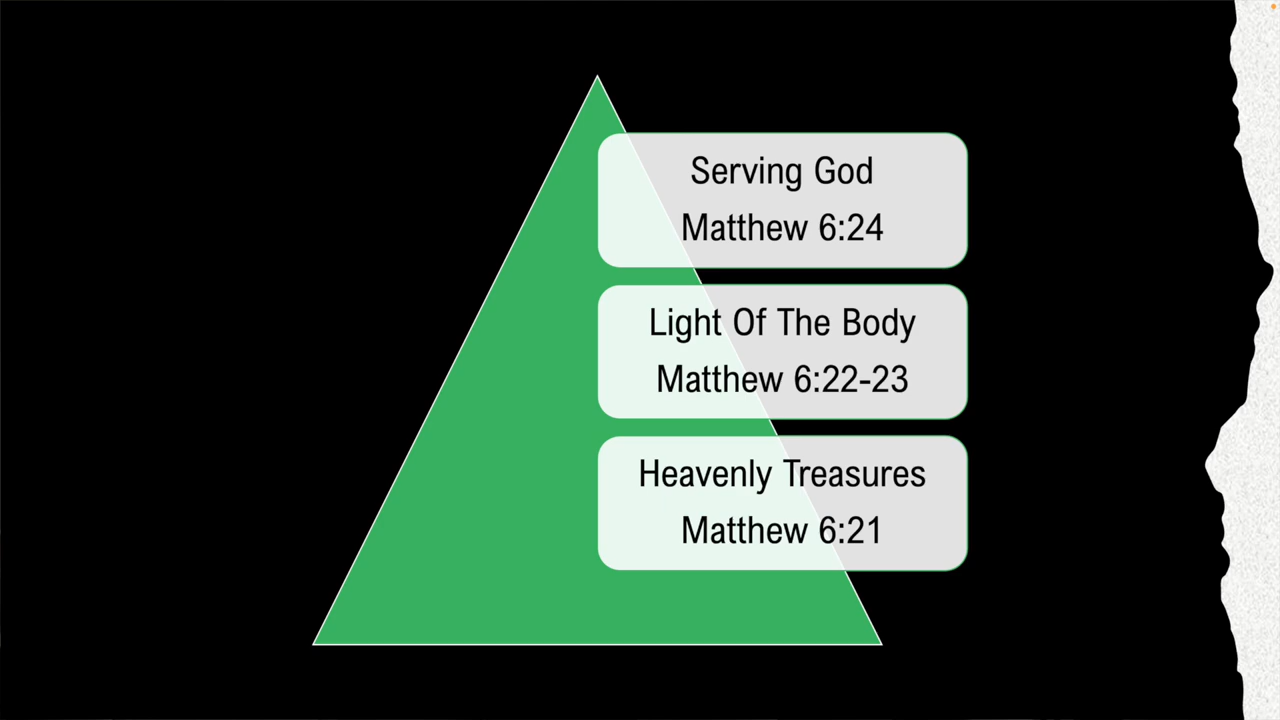 Serving God
Matthew 6:24
Light Of The Body
Matthew 6:22-23
Heavenly Treasures
Matthew 6:21